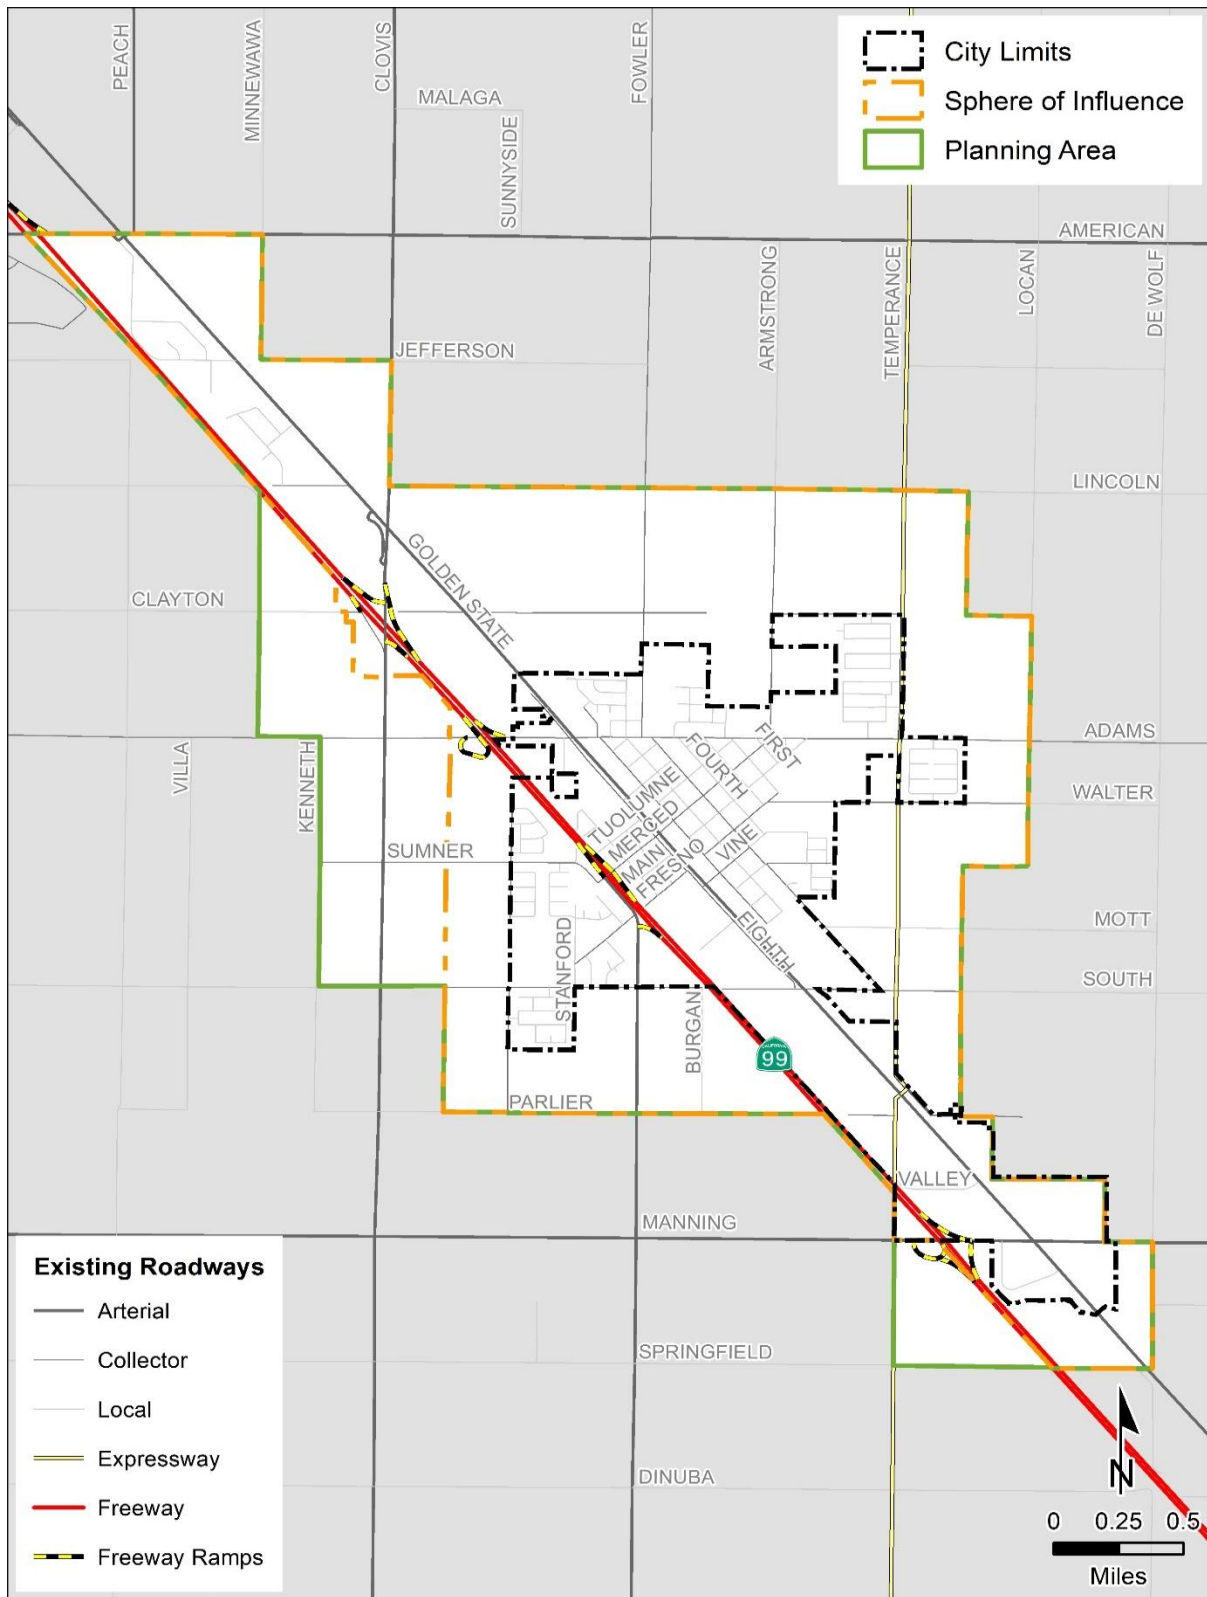 PEACH
MINNEWAWA
CLOVIS
MALAGA
SUNNYSIDE
FOWLER
City Limits
Sphere of Influence
Planning Area
AMERICAN
ARMSTRONG
TEMPERANCE
LOCAN
DE WOLF
JEFFERSON
LINCOLN
GOLDEN STATE
CLAYTON
ADAMS
VILLA
KENNETH
FIRST
FOURTH
TUOLUMNE
MERCED
MAIN
FRESNO
VINE
WALTER
SUMNER
MOTT
STANFORD
EIGHTH
SOUTH
BURGAN
CALIFORNIA
99
PARLIER
VALLEY
MANNING
SPRINGFIELD
DINUBA
Existing Roadways
Arterial
Collector
Local
Expressway
Freeway
Freeway Ramps
N
0 0.25 0.5
Miles